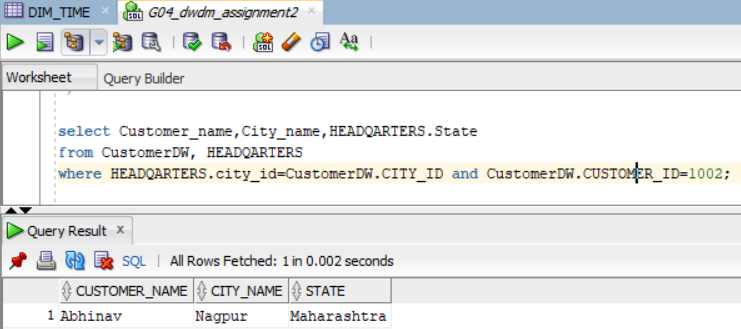 DIM_TIME × G04_dwdm_assignment2 ×
Aa
Worksheet Query Builder
select Customer_name,City_name,HEADQARTERS.State
from CustomerDW, HEADQARTERS
where HEADQARTERS.city_id=CustomerDW.CITY_ID and CustomerDW.CUSTOMER_ID=1002;
Query Result x
SQL | All Rows Fetched: 1 in 0.002 seconds
CUSTOMER_NAME CITY_NAME STATE
1 Abhinav Nagpur Maharashtra